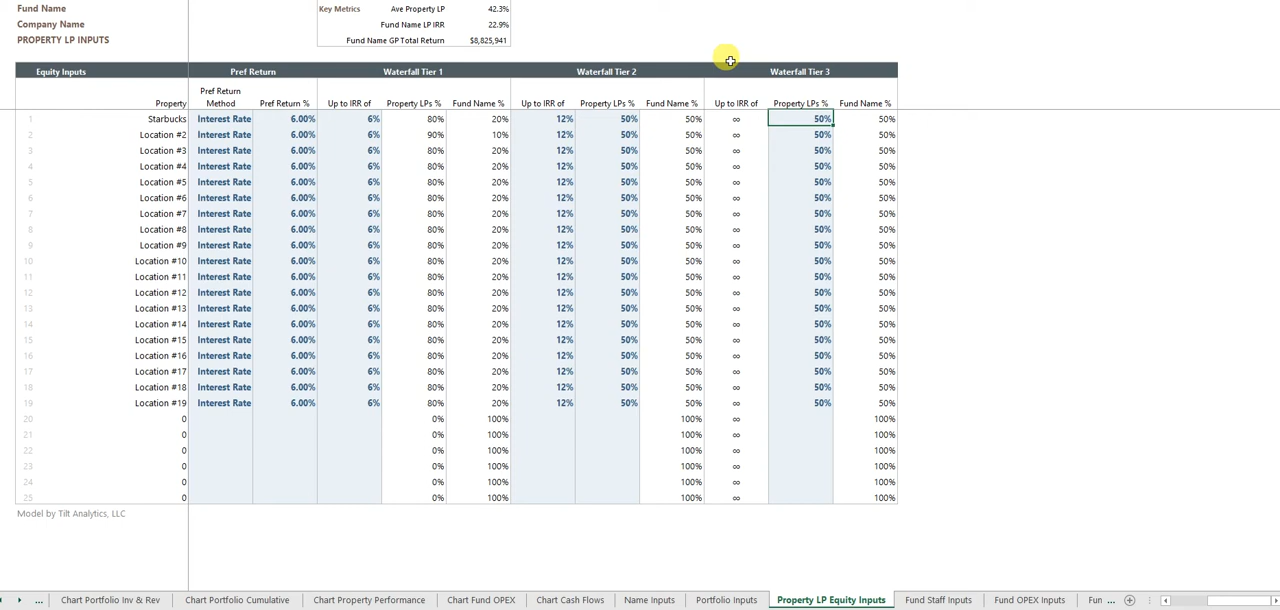 Fund Name
Key Metrics Ave Property LP 42.3%
Company Name
Fund Name LP IRR 22.9%
PROPERTY LP INPUTS
Fund Name GP Total Return $8,825,941
Equity Inputs Pref Return Waterfall Tier 1 Waterfall Tier 2 Waterfall Tier 3
Pref Return
Property Method Pref Return % Up to IRR of Property LPs % Fund Name % Up to IRR of Property LPs % Fund Name % Up to IRR of Property LPs % Fund Name %
1 Starbucks Interest Rate 6.00% 6% 80% 20% 12% 50% 50% ∞ 50% 50%
2 Location #2 Interest Rate 6.00% 6% 90% 10% 12% 50% 50% ∞ 50% 50%
3 Location #3 Interest Rate 6.00% 6% 80% 20% 12% 50% 50% ∞ 50% 50%
4 Location #4 Interest Rate 6.00% 6% 80% 20% 12% 50% 50% ∞ 50% 50%
5 Location #5 Interest Rate 6.00% 6% 80% 20% 12% 50% 50% ∞ 50% 50%
6 Location #6 Interest Rate 6.00% 6% 80% 20% 12% 50% 50% ∞ 50% 50%
7 Location #7 Interest Rate 6.00% 6% 80% 20% 12% 50% 50% ∞ 50% 50%
8 Location #8 Interest Rate 6.00% 6% 80% 20% 12% 50% 50% ∞ 50% 50%
9 Location #9 Interest Rate 6.00% 6% 80% 20% 12% 50% 50% ∞ 50% 50%
10 Location #10 Interest Rate 6.00% 6% 80% 20% 12% 50% 50% ∞ 50% 50%
11 Location #11 Interest Rate 6.00% 6% 80% 20% 12% 50% 50% ∞ 50% 50%
12 Location #12 Interest Rate 6.00% 6% 80% 20% 12% 50% 50% ∞ 50% 50%
13 Location #13 Interest Rate 6.00% 6% 80% 20% 12% 50% 50% ∞ 50% 50%
14 Location #14 Interest Rate 6.00% 6% 80% 20% 12% 50% 50% ∞ 50% 50%
15 Location #15 Interest Rate 6.00% 6% 80% 20% 12% 50% 50% ∞ 50% 50%
16 Location #16 Interest Rate 6.00% 6% 80% 20% 12% 50% 50% ∞ 50% 50%
17 Location #17 Interest Rate 6.00% 6% 80% 20% 12% 50% 50% ∞ 50% 50%
18 Location #18 Interest Rate 6.00% 6% 80% 20% 12% 50% 50% ∞ 50% 50%
19 Location #19 Interest Rate 6.00% 6% 80% 20% 12% 50% 50% ∞ 50% 50%
20 0 0% 100% 100% ∞ 100%
21 0 0% 100% 100% ∞ 100%
22 0 0% 100% 100% ∞ 100%
23 0 0% 100% 100% ∞ 100%
24 0 0% 100% 100% ∞ 100%
25 0 0% 100% 100% ∞ 100%
Model by Tilt Analytics, LLC
... Chart Portfolio Inv & Rev Chart Portfolio Cumulative Chart Property Performance Chart Fund OPEX Chart Cash Flows Name Inputs Portfolio Inputs Property LP Equity Inputs Fund Staff Inputs Fund OPEX Inputs Fun ...